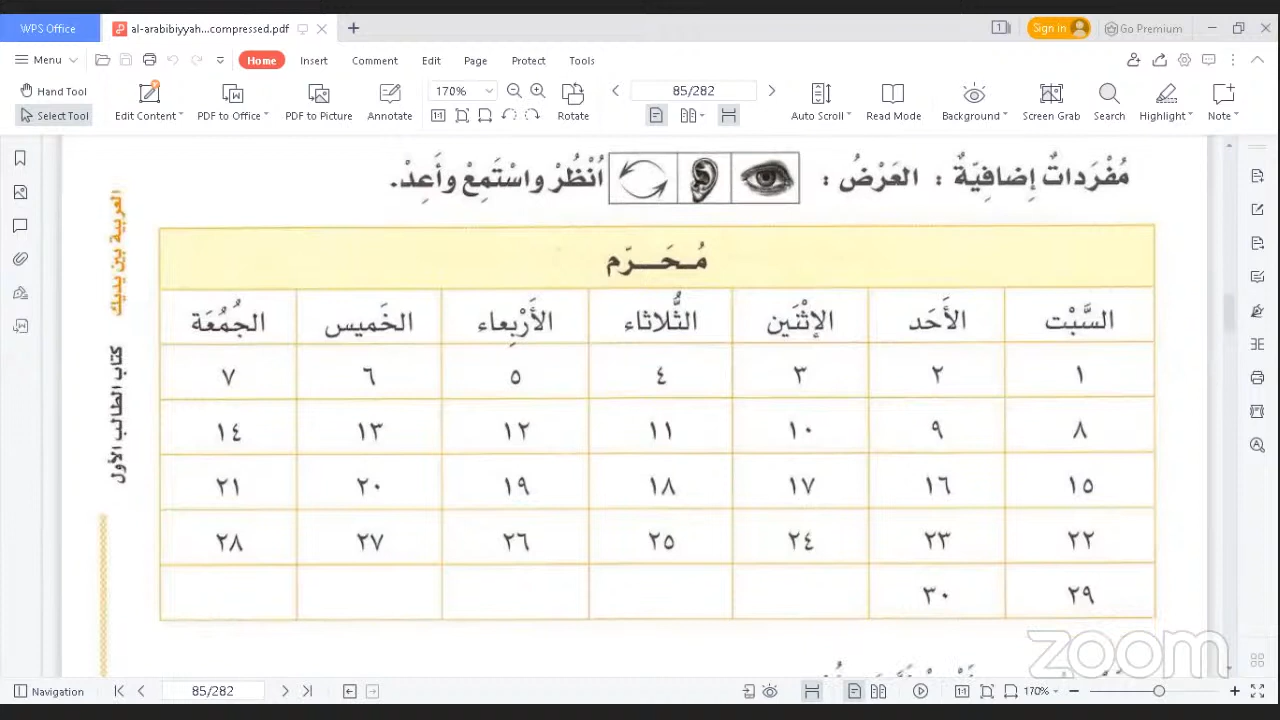 WPS Office al-arabibiyyah...compressed.pdf Sign in Go Premium
Menu Home Insert Comment Edit Page Protect Tools
Hand Tool 170% 85/282
Select Tool Edit Content PDF to Office PDF to Picture Annotate Rotate Auto Scroll Read Mode Background Screen Grab Search Highlight Note
مُفْرَداتٌ إضافِيّةٌ : العَرْضُ : اُنْظُرْ واسْتَمِعْ وأَعِدْ.
مُـحَـــرّم
السَّبْت الأَحَد الإثْنَين الثُّلاثاء الأَرْبِعاء الخَميس الجُمُعَة
١ ٢ ٣ ٤ ٥ ٦ ٧
٨ ٩ ١٠ ١١ ١٢ ١٣ ١٤
١٥ ١٦ ١٧ ١٨ ١٩ ٢٠ ٢١
٢٢ ٢٣ ٢٤ ٢٥ ٢٦ ٢٧ ٢٨
٢٩ ٣٠
العربية بين يديك
كتاب الطالب الأول
zoom
Navigation 85/282 170%